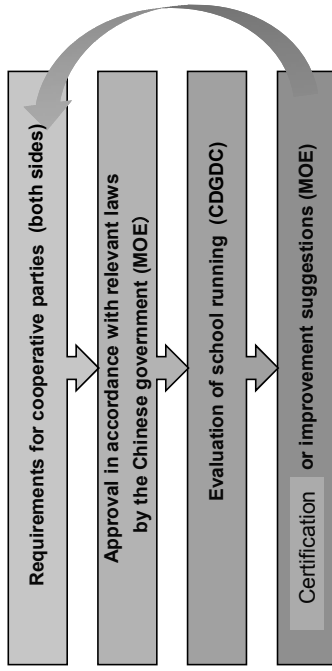 Requirements for cooperative parties (both sides)
Approval in accordance with relevant laws
by the Chinese government (MOE)
Evaluation of school running (CDGDC)
Certification or improvement suggestions (MOE)